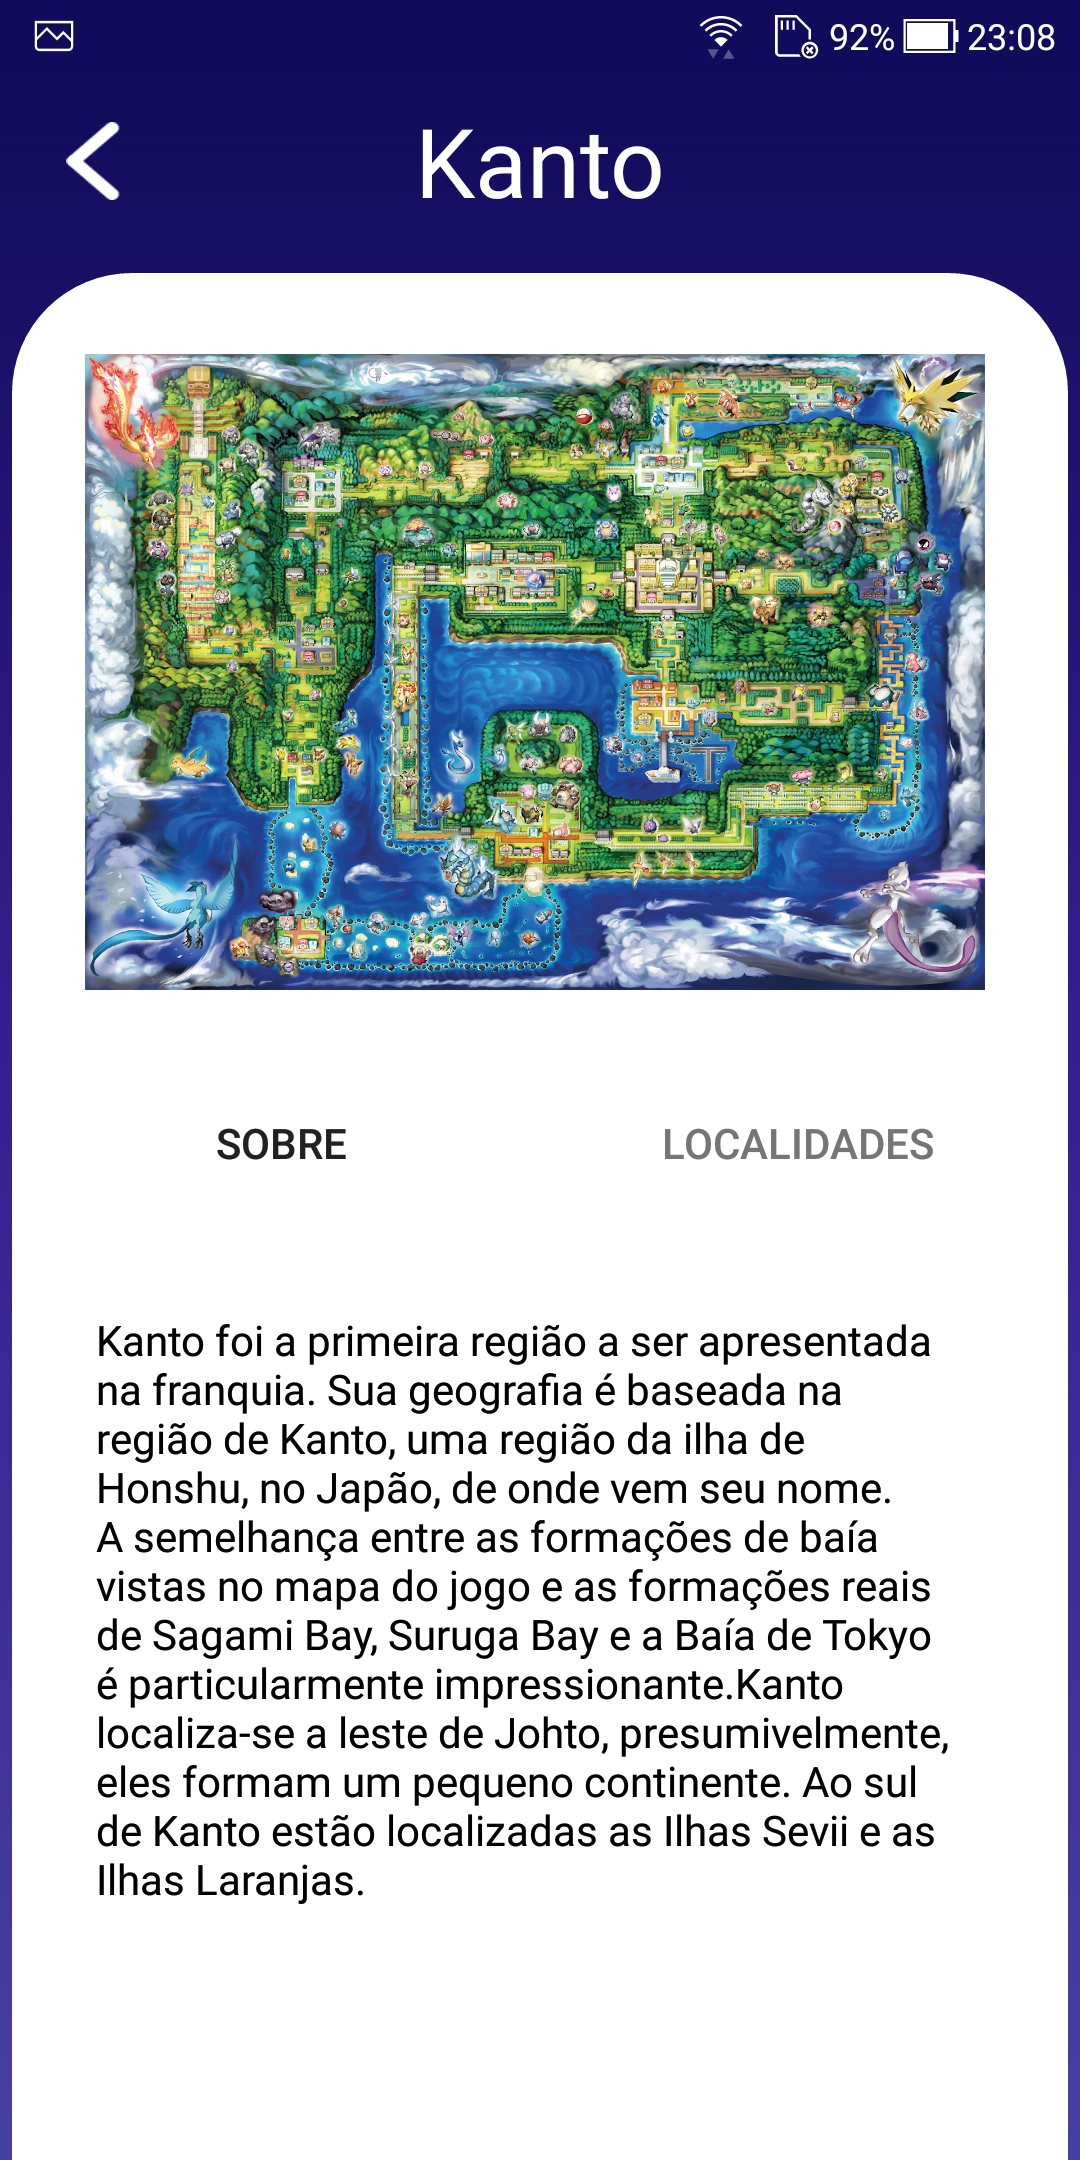 92% 23:08
Kanto
SOBRE LOCALIDADES
Kanto foi a primeira região a ser apresentada
na franquia. Sua geografia é baseada na
região de Kanto, uma região da ilha de
Honshu, no Japão, de onde vem seu nome.
A semelhança entre as formações de baía
vistas no mapa do jogo e as formações reais
de Sagami Bay, Suruga Bay e a Baía de Tokyo
é particularmente impressionante.Kanto
localiza-se a leste de Johto, presumivelmente,
eles formam um pequeno continente. Ao sul
de Kanto estão localizadas as Ilhas Sevii e as
Ilhas Laranjas.